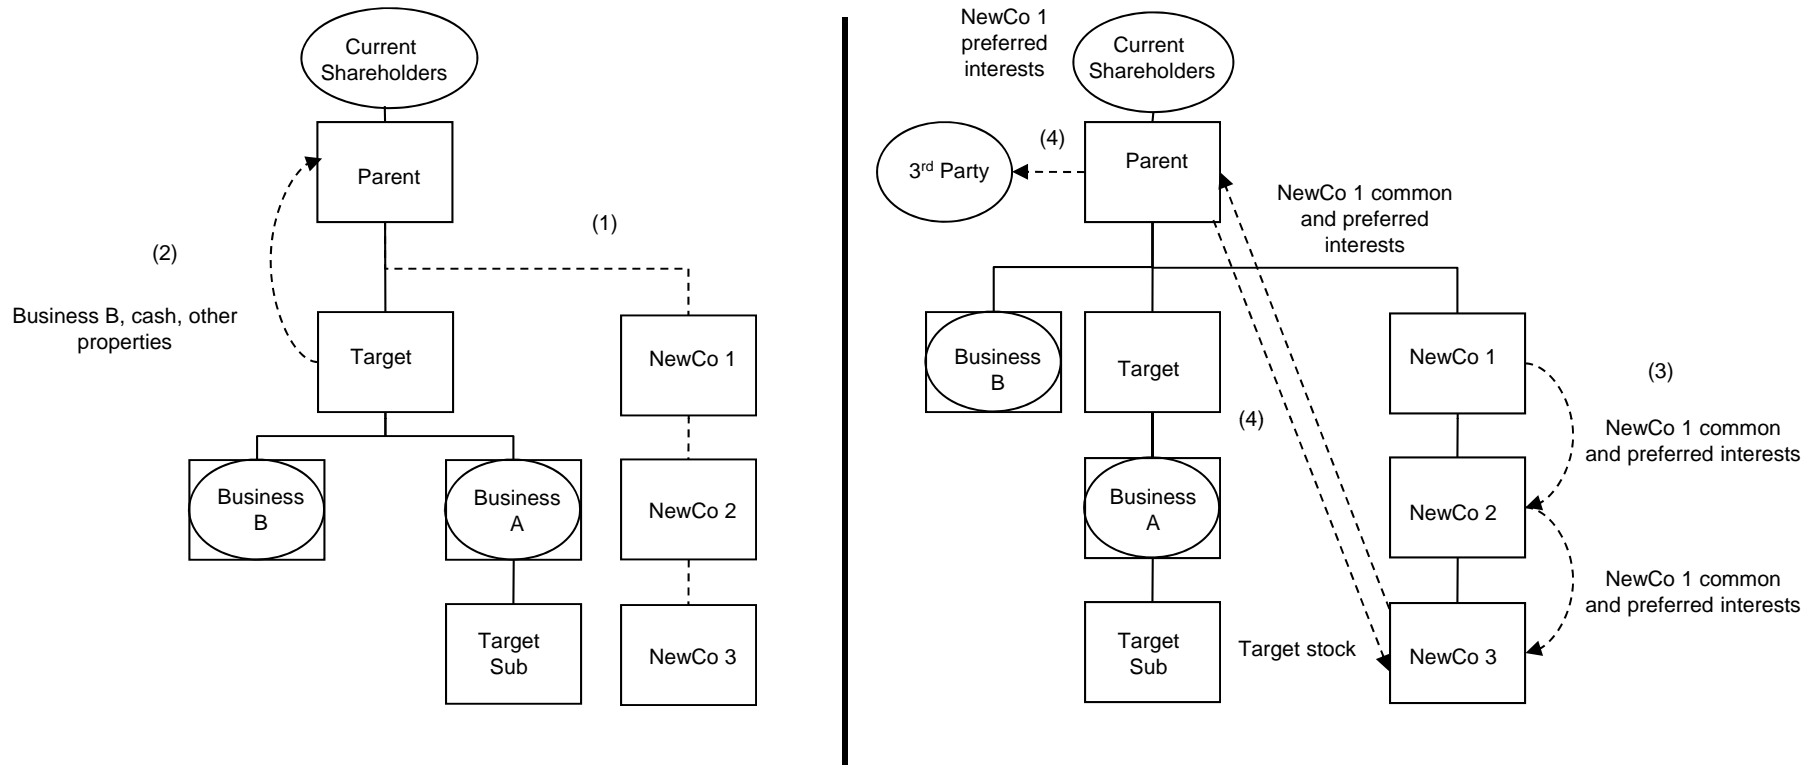 Current
Shareholders
Parent
(1)
(2)
Business B, cash, other
properties
Target
NewCo 1
Business
B
Business
A
NewCo 2
Target
Sub
NewCo 3
NewCo 1
preferred
interests
Current
Shareholders
(4)
3rd Party
Parent
NewCo 1 common
and preferred
interests
Business
B
Target
NewCo 1
(3)
(4)
NewCo 1 common
and preferred interests
Business
A
NewCo 2
NewCo 1 common
and preferred interests
Target
Sub
Target stock
NewCo 3